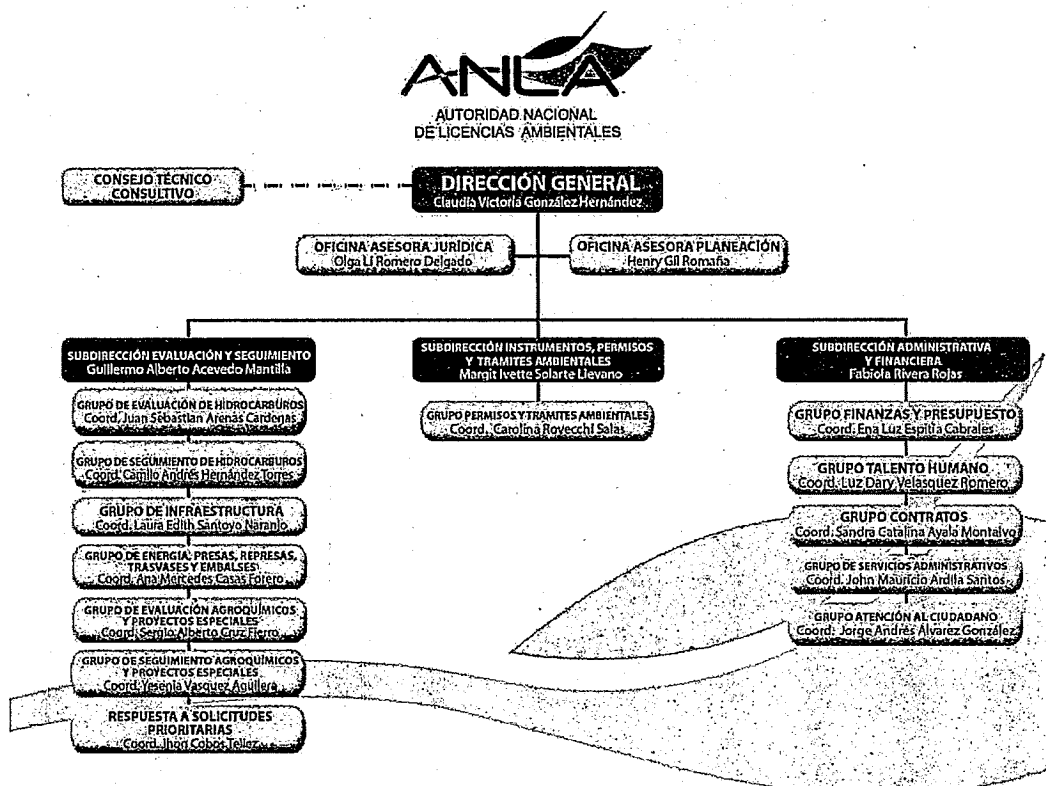 ANLA
AUTORIDAD NACIONAL
DE LICENCIAS AMBIENTALES
CONSEJO TÉCNICO
CONSULTIVO
DIRECCIÓN GENERAL
Claudia Victoria González Hernández
OFICINA ASESORA JURÍDICA
Olga Li Romero Delgado
OFICINA ASESORA PLANEACIÓN
Henry Gil Romaña
SUBDIRECCIÓN EVALUACIÓN Y SEGUIMIENTO
Guillermo Alberto Acevedo Mantilla
GRUPO DE EVALUACIÓN DE HIDROCARBUROS
Coord. Juan Sebastian Arenas Cardenas
GRUPO DE SEGUIMIENTO DE HIDROCARBUROS
Coord. Camilo Andrés Hernández Torres
GRUPO DE INFRAESTRUCTURA
Coord. Laura Edith Santoyo Naranjo
GRUPO DE ENERGÍA, PRESAS, REPRESAS,
TRASVASES Y EMBALSES
Coord. Ana Mercedes Casas Forero
GRUPO DE EVALUACIÓN AGROQUÍMICOS
Y PROYECTOS ESPECIALES
Coord. Sergio Alberto Cruz Fierro
GRUPO DE SEGUIMIENTO AGROQUÍMICOS
Y PROYECTOS ESPECIALES
Coord. Yesenia Vasquez Aguilera
RESPUESTA A SOLICITUDES
PRIORITARIAS
Coord. Jhon Cobos Tellez
SUBDIRECCIÓN INSTRUMENTOS, PERMISOS
Y TRAMITES AMBIENTALES
Margit Ivette Solarte Lievano
GRUPO PERMISOS Y TRAMITES AMBIENTALES
Coord. Carolina Rovecchi Salas
SUBDIRECCIÓN ADMINISTRATIVA
Y FINANCIERA
Fabiola Rivera Rojas
GRUPO FINANZAS Y PRESUPUESTO
Coord. Ena Luz Espitia Cabrales
GRUPO TALENTO HUMANO
Coord. Luz Dary Velasquez Romero
GRUPO CONTRATOS
Coord. Sandra Catalina Ayala Montalvo
GRUPO DE SERVICIOS ADMINISTRATIVOS
Coord. John Mauricio Ardila Santos
GRUPO ATENCIÓN AL CIUDADANO
Coord. Jorge Andrés Álvarez González